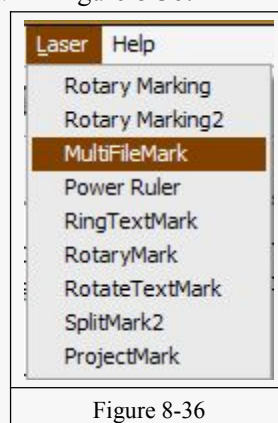 Laser Help
Rotary Marking
Rotary Marking2
MultiFileMark
Power Ruler
RingTextMark
RotaryMark
RotateTextMark
SplitMark2
ProjectMark
Figure 8-36